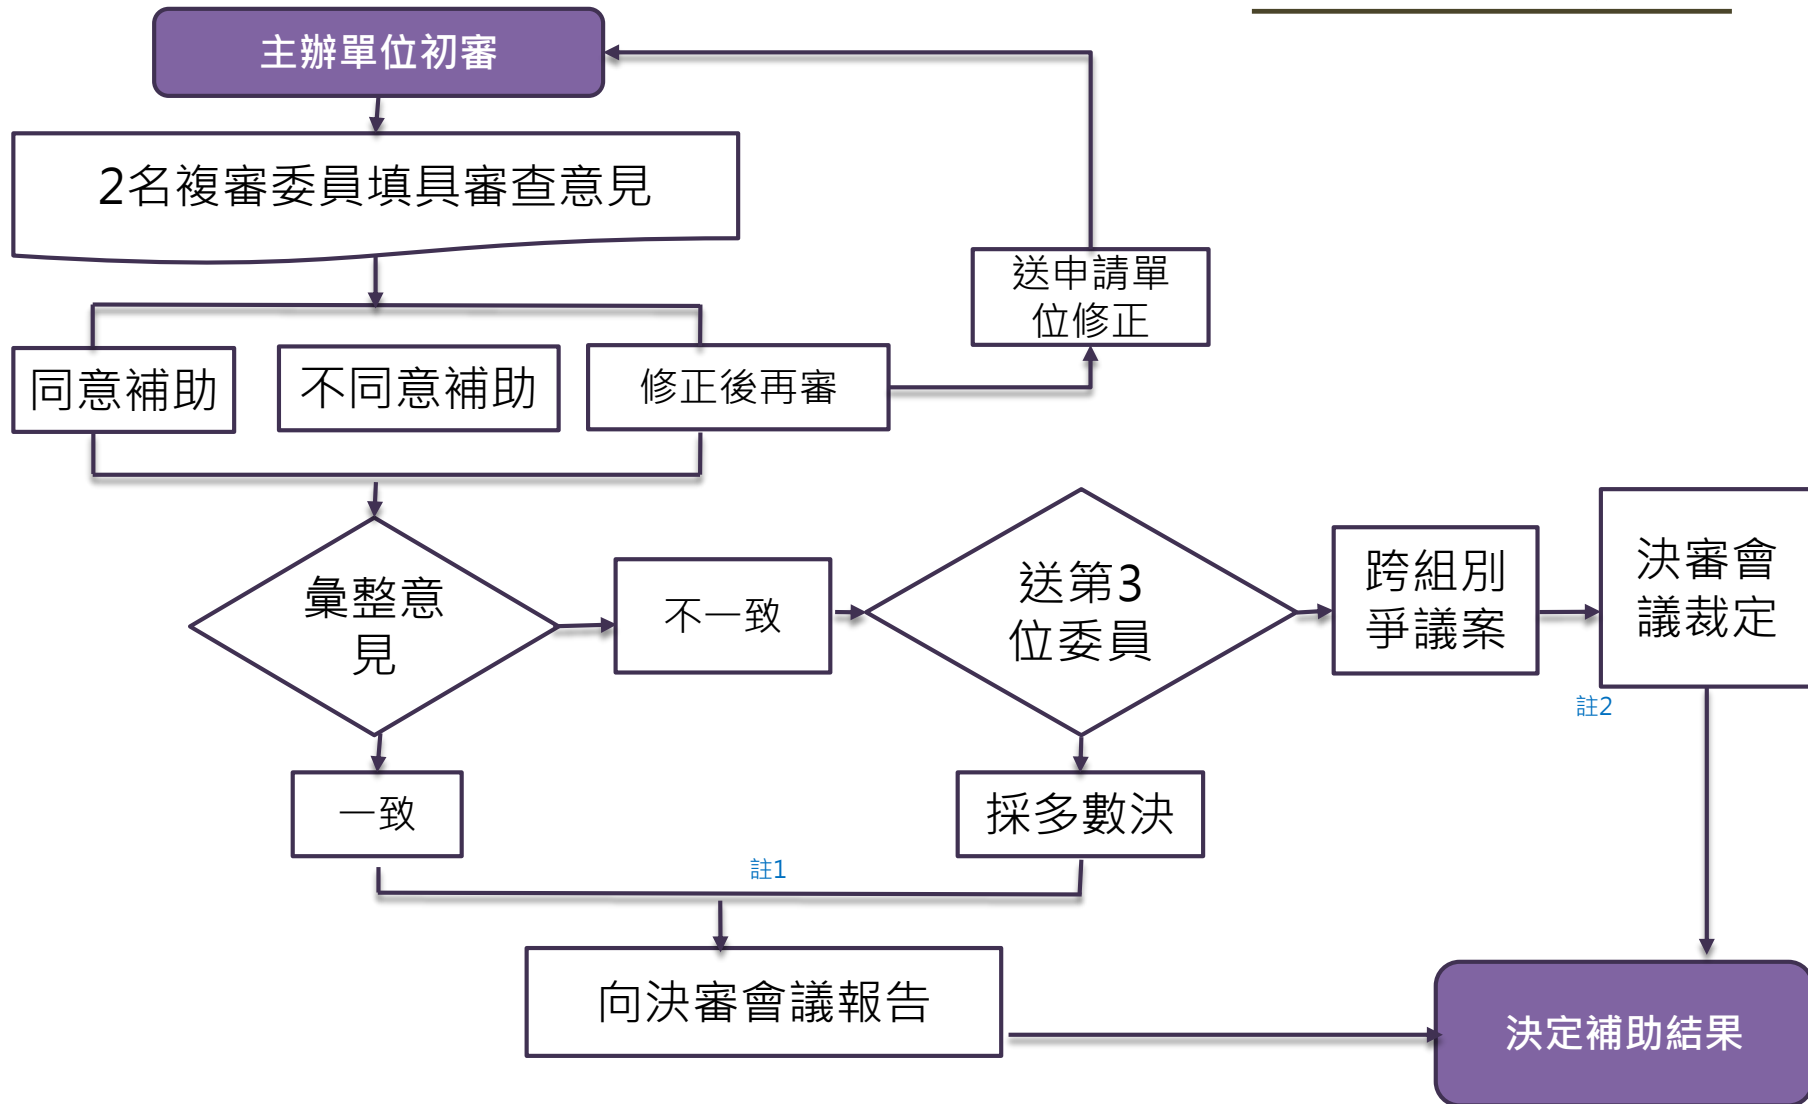 主辦單位初審
2名複審委員填具審查意見
送申請單
位修正
同意補助
不同意補助
修正後再審
彙整意
見
不一致
送第3
位委員
跨組別
爭議案
決審會
議裁定
註2
一致
採多數決
註1
向決審會議報告
決定補助結果